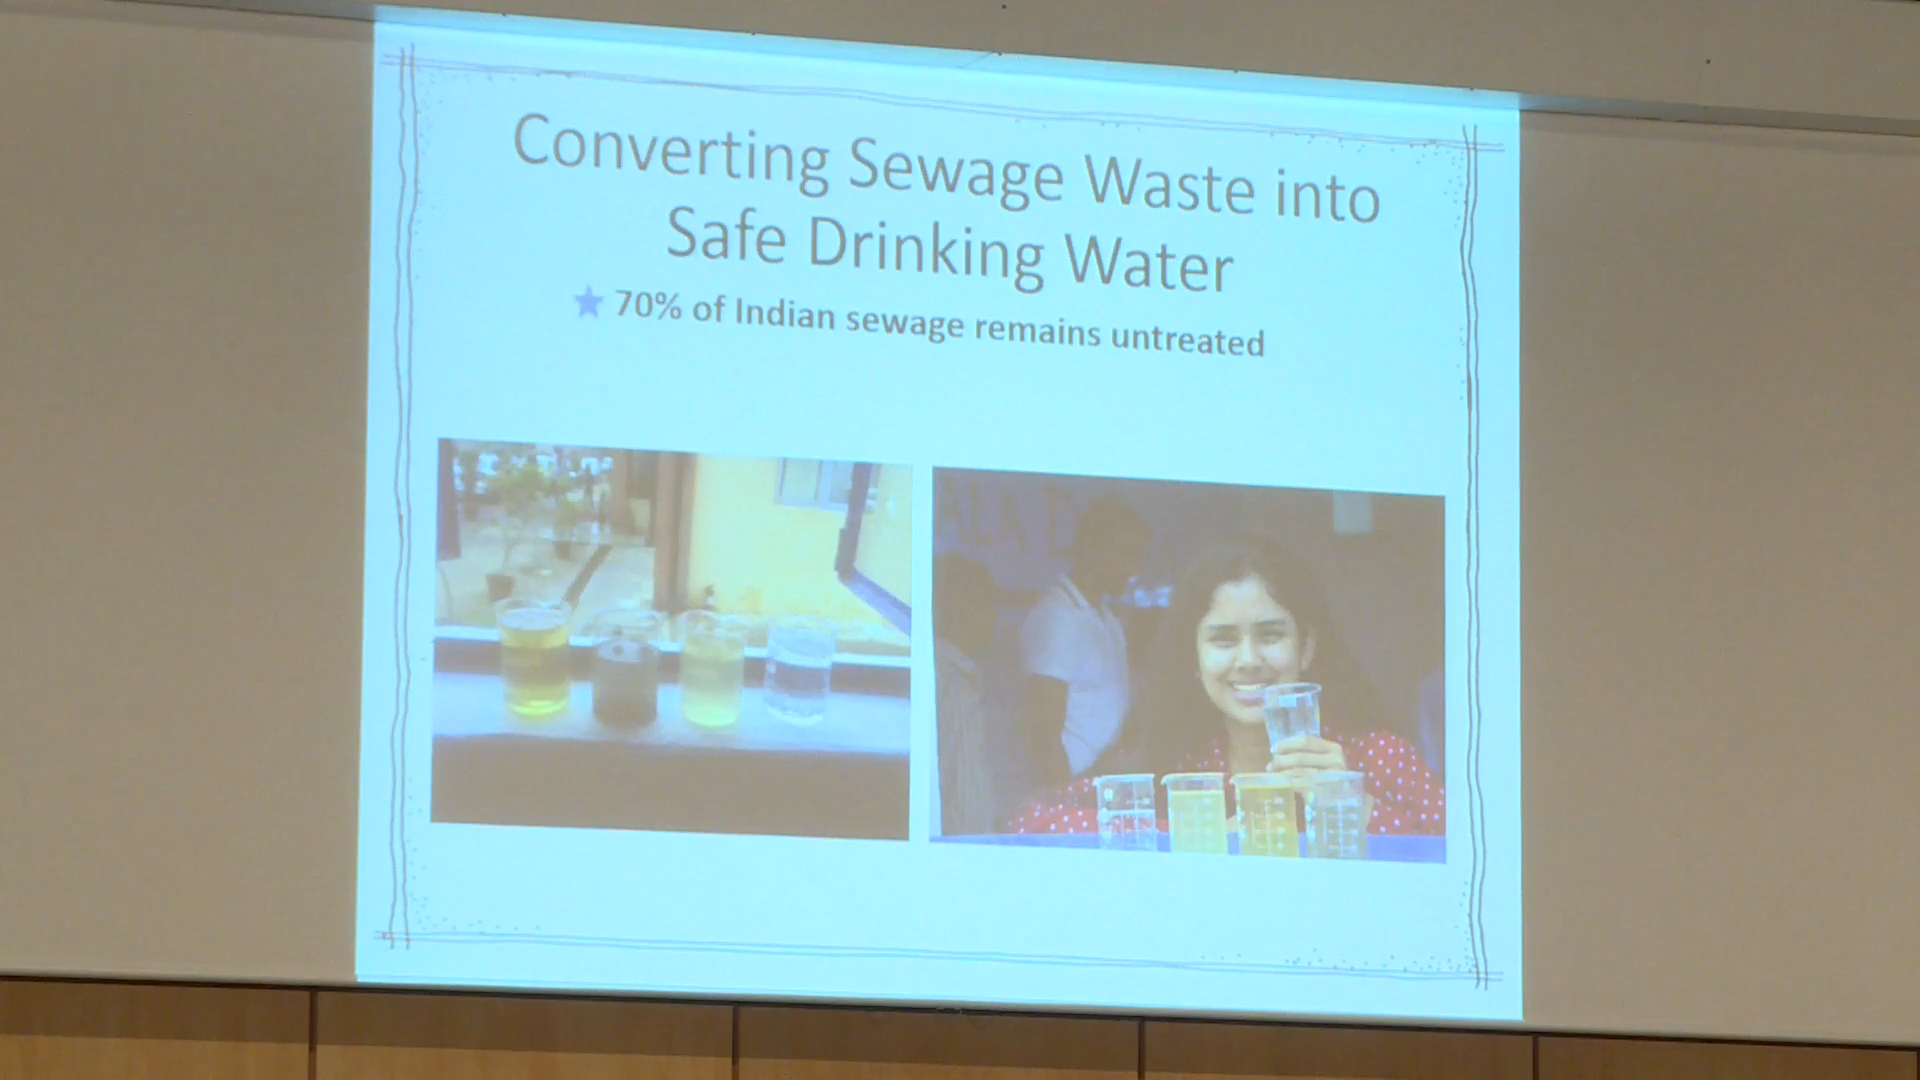 Converting Sewage Waste into
Safe Drinking Water
70% of Indian sewage remains untreated